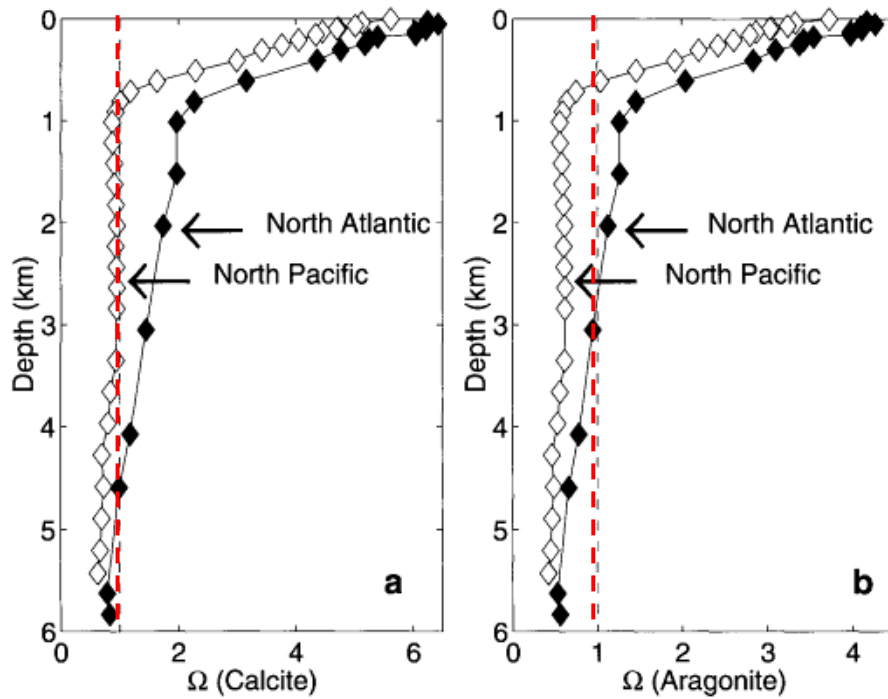 0
1
2
3
4
5
6
Depth (km)
North Atlantic
North Pacific
a
0 2 4 6
Ω (Calcite)
0
1
2
3
4
5
6
Depth (km)
North Atlantic
North Pacific
b
0 1 2 3 4
Ω (Aragonite)